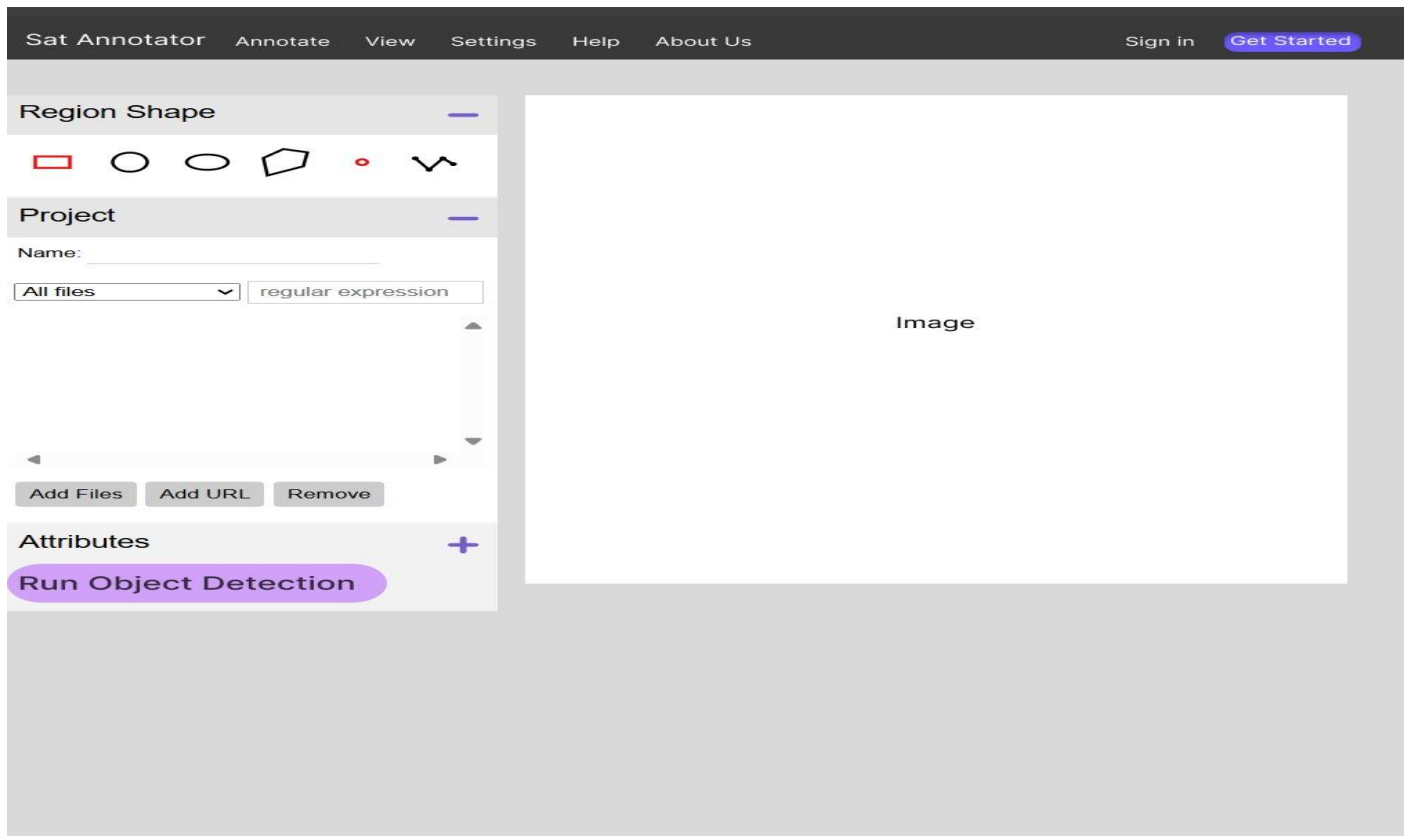 Sat Annotator Annotate View Settings Help About Us Sign in Get Started
Region Shape
Project
Name:
All files regular expression
Add Files Add URL Remove
Attributes
Run Object Detection
Image